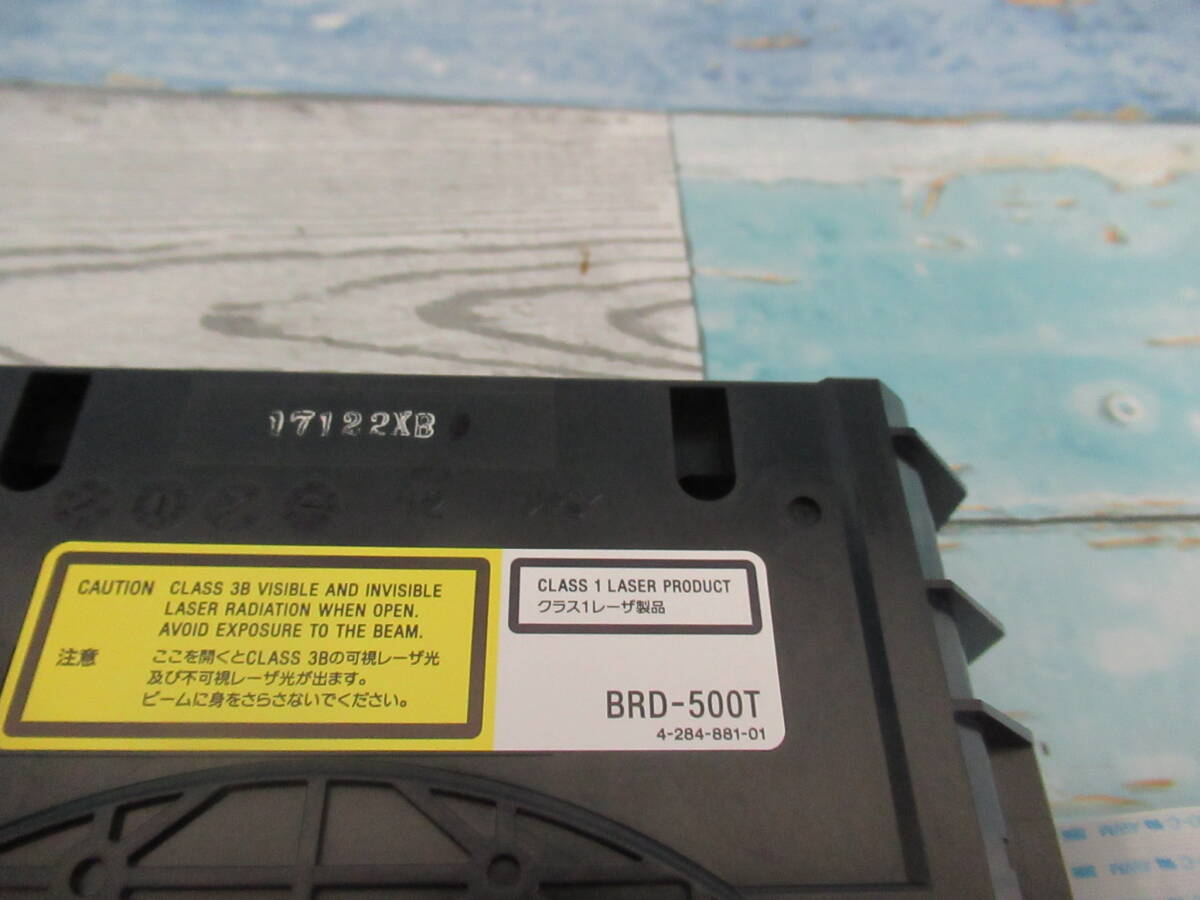 17122XB
CAUTION CLASS 3B VISIBLE AND INVISIBLE
LASER RADIATION WHEN OPEN.
AVOID EXPOSURE TO THE BEAM.
注意 ここを開くとCLASS 3Bの可視レーザ光
及び不可視レーザ光が出ます。
ビームに身をさらさないでください。
CLASS 1 LASER PRODUCT
クラス1レーザ製品
BRD-500T
4-284-881-01